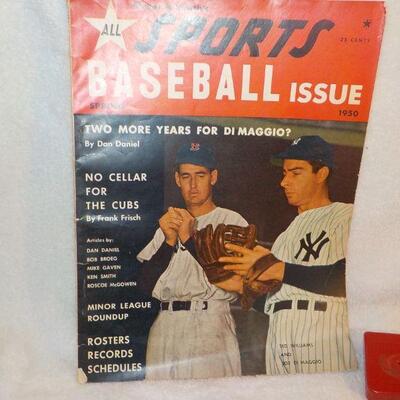 ALL
SPORTS
25 CENTS
BASEBALL ISSUE
SPRING
1950
TWO MORE YEARS FOR DI MAGGIO?
By Dan Daniel
NO CELLAR
FOR
THE CUBS
By Frank Frisch
Articles by:
DAN DANIEL
BOB BROEG
MIKE GAVEN
KEN SMITH
ROSCOE McGOWEN
MINOR LEAGUE
ROUNDUP
ROSTERS
RECORDS
SCHEDULES
TED WILLIAMS
AND
JOE DI MAGGIO
B
NY